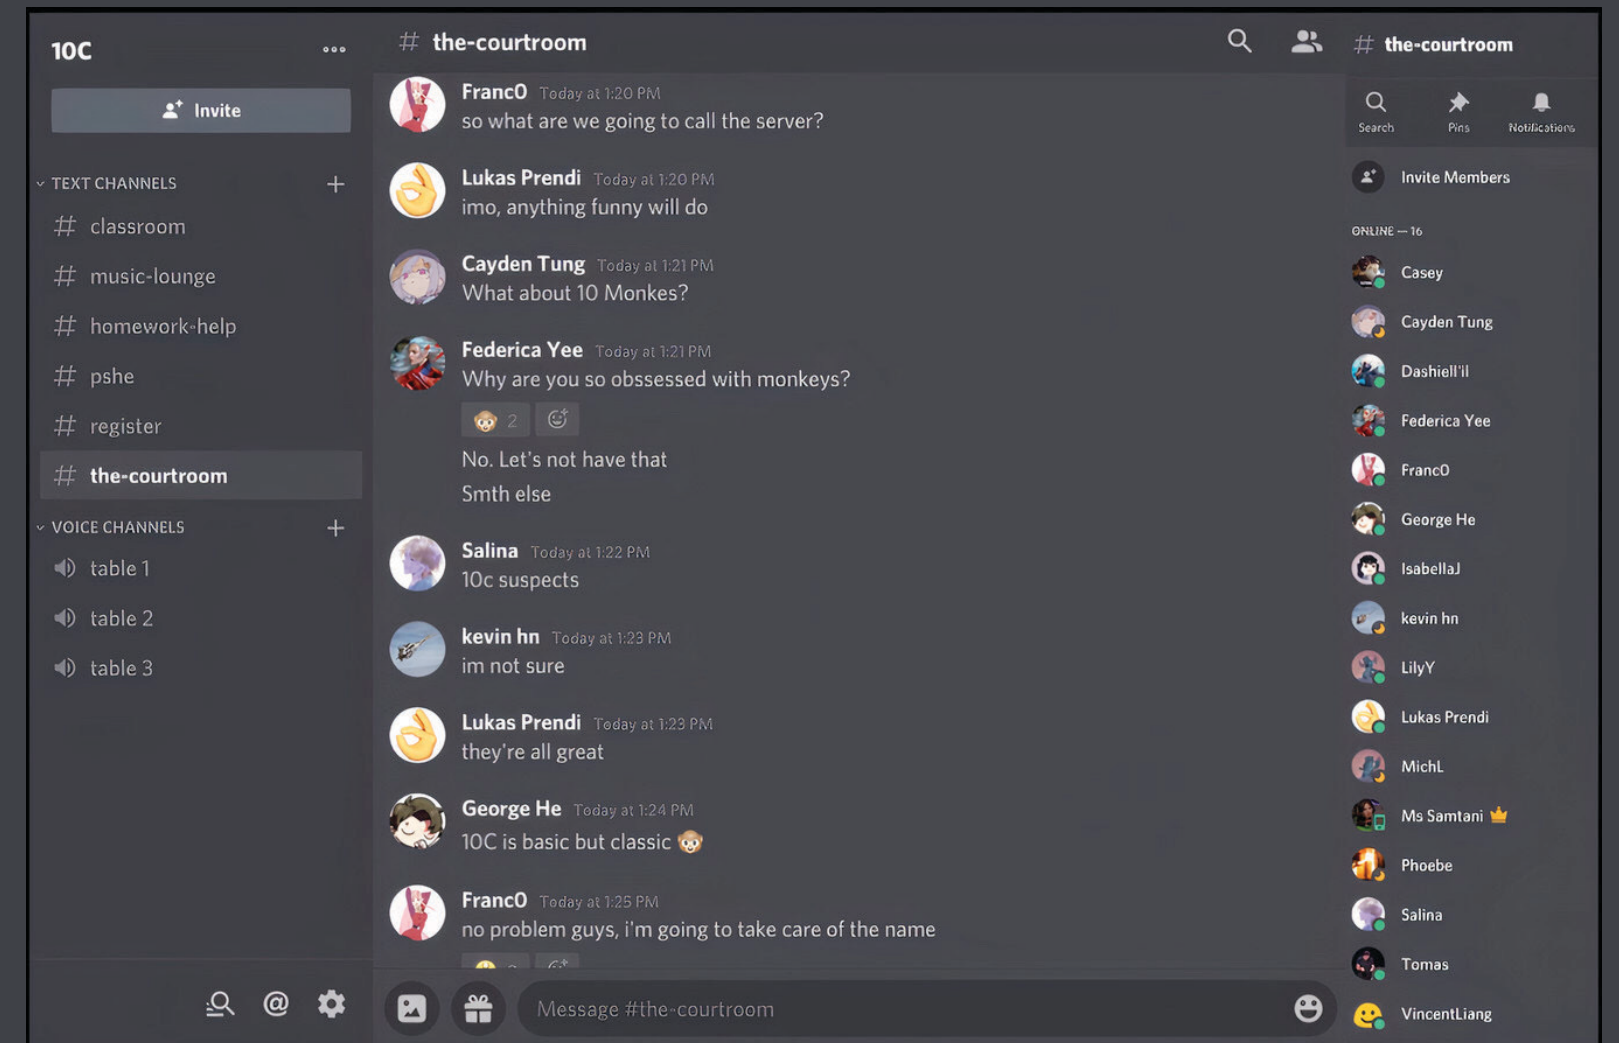 10C
Invite
TEXT CHANNELS
# classroom
# music-lounge
# homework-help
# pshe
# register
# the-courtroom
VOICE CHANNELS
table 1
table 2
table 3
# the-courtroom
FrancO Today at 1:20 PM
so what are we going to call the server?
Lukas Prendi Today at 1:20 PM
imo, anything funny will do
Cayden Tung Today at 1:21 PM
What about 10 Monkes?
Federica Yee Today at 1:21 PM
Why are you so obssessed with monkeys?
2
No. Let's not have that
Smth else
Salina Today at 1:22 PM
10c suspects
kevin hn Today at 1:23 PM
im not sure
Lukas Prendi Today at 1:23 PM
they're all great
George He Today at 1:24 PM
10C is basic but classic 🐵
FrancO Today at 1:25 PM
no problem guys, i'm going to take care of the name
Message #the-courtroom
# the-courtroom
Search Pins Notifications
Invite Members
ONLINE — 16
Casey
Cayden Tung
Dashiell'il
Federica Yee
FrancO
George He
IsabellaJ
kevin hn
LilyY
Lukas Prendi
MichL
Ms Samtani
Phoebe
Salina
Tomas
VincentLiang